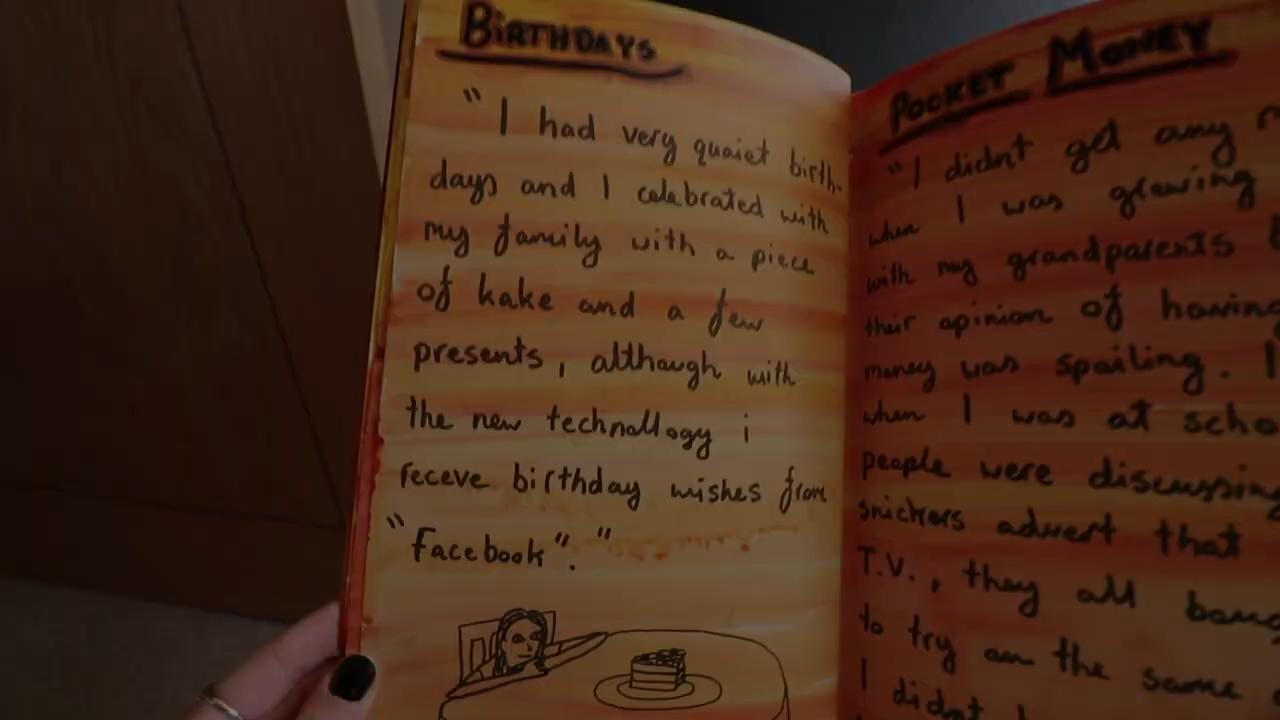 BIRTHDAYS
"I had very quaiet birth-
days and I celebrated with
my family with a piece
of kake and a few
presents, although with
the new technallogy i
receve birthday wishes from
"Facebook"."
POCKET MONEY
"I didnt get any
when I was growing
with my grandparents
their opinion of having
money was spoiling. I
when I was at scho
people were discussing
snickers advert that
T.V., they all boug
to try on the same
I didnt